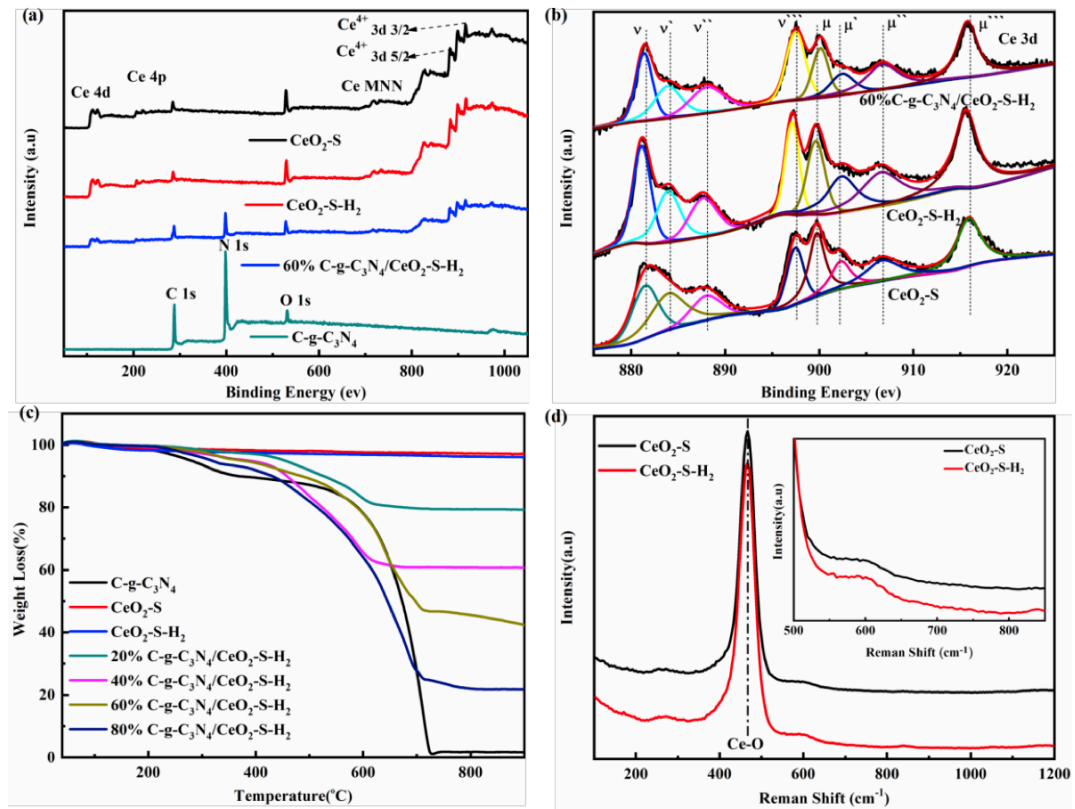 (a)
Ce⁴⁺ 3d 3/2
Ce⁴⁺ 3d 5/2
Ce 4p
Ce 4d
Ce MNN
CeO₂-S
CeO₂-S-H₂
N 1s
60% C-g-C₃N₄/CeO₂-S-H₂
C 1s
O 1s
C-g-C₃N₄
Intensity (a.u)
200 400 600 800 1000
Binding Energy (ev)
(b)
ν ν` ν`` ν``` μ μ` μ`` μ```
Ce 3d
60%C-g-C₃N₄/CeO₂-S-H₂
CeO₂-S-H₂
CeO₂-S
Intensity (a.u)
880 890 900 910 920
Binding Energy (ev)
(c)
100
80
60
40
20
0
Weight Loss(%)
C-g-C₃N₄
CeO₂-S
CeO₂-S-H₂
20% C-g-C₃N₄/CeO₂-S-H₂
40% C-g-C₃N₄/CeO₂-S-H₂
60% C-g-C₃N₄/CeO₂-S-H₂
80% C-g-C₃N₄/CeO₂-S-H₂
200 400 600 800
Temperature(°C)
(d)
CeO₂-S
CeO₂-S-H₂
Intensity(a.u)
CeO₂-S
CeO₂-S-H₂
Intensity(a.u)
500 600 700 800
Reman Shift (cm⁻¹)
Ce-O
200 400 600 800 1000 1200
Reman Shift (cm⁻¹)